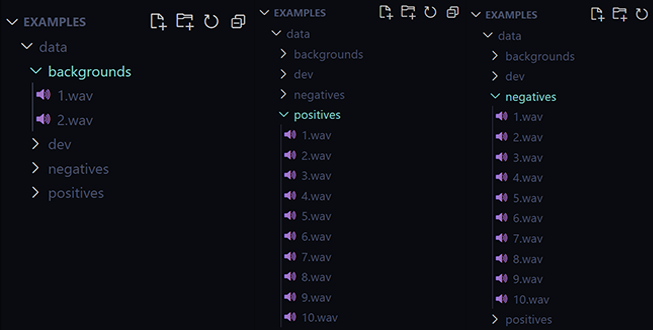 EXAMPLES
data
backgrounds
1.wav
2.wav
dev
negatives
positives
EXAMPLES
data
backgrounds
dev
negatives
positives
1.wav
2.wav
3.wav
4.wav
5.wav
6.wav
7.wav
8.wav
9.wav
10.wav
EXAMPLES
data
backgrounds
dev
negatives
1.wav
2.wav
3.wav
4.wav
5.wav
6.wav
7.wav
8.wav
9.wav
10.wav
positives